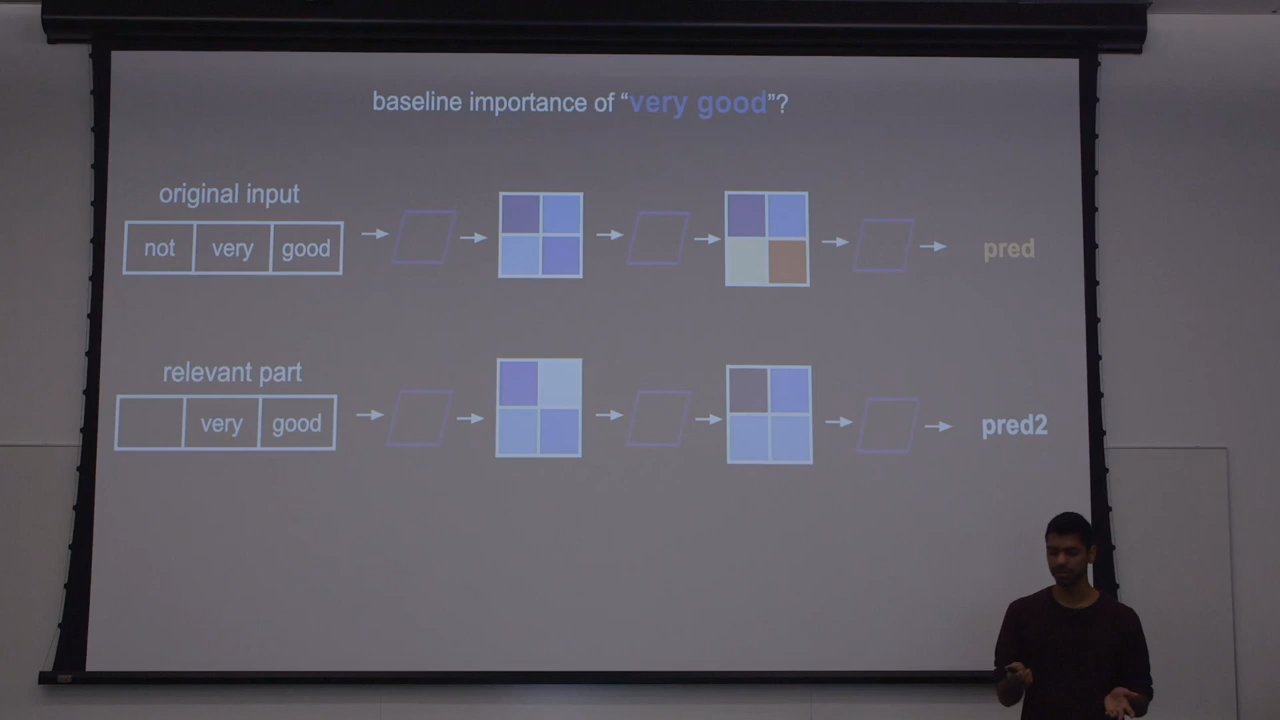 baseline importance of “very good”?
original input
not very good
pred
relevant part
very good
pred2